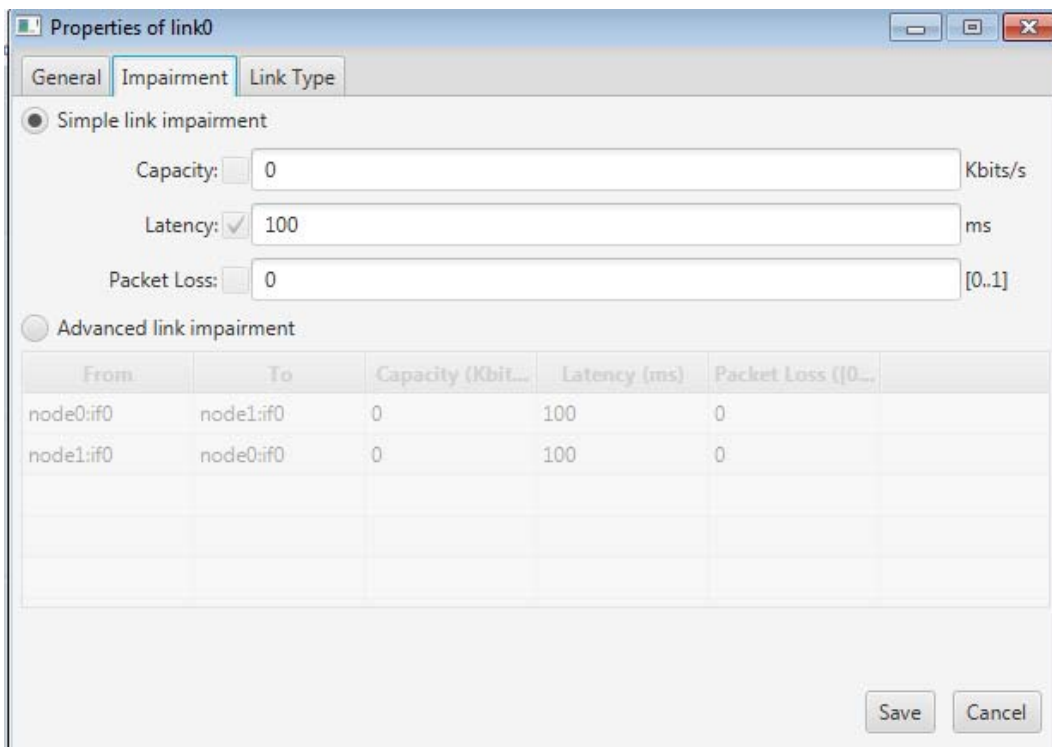 Properties of link0
General Impairment Link Type
Simple link impairment
Capacity: 0 Kbits/s
Latency: 100 ms
Packet Loss: 0 [0..1]
Advanced link impairment
From To Capacity (Kbit... Latency (ms) Packet Loss ([0...
node0:if0 node1:if0 0 100 0
node1:if0 node0:if0 0 100 0
Save Cancel